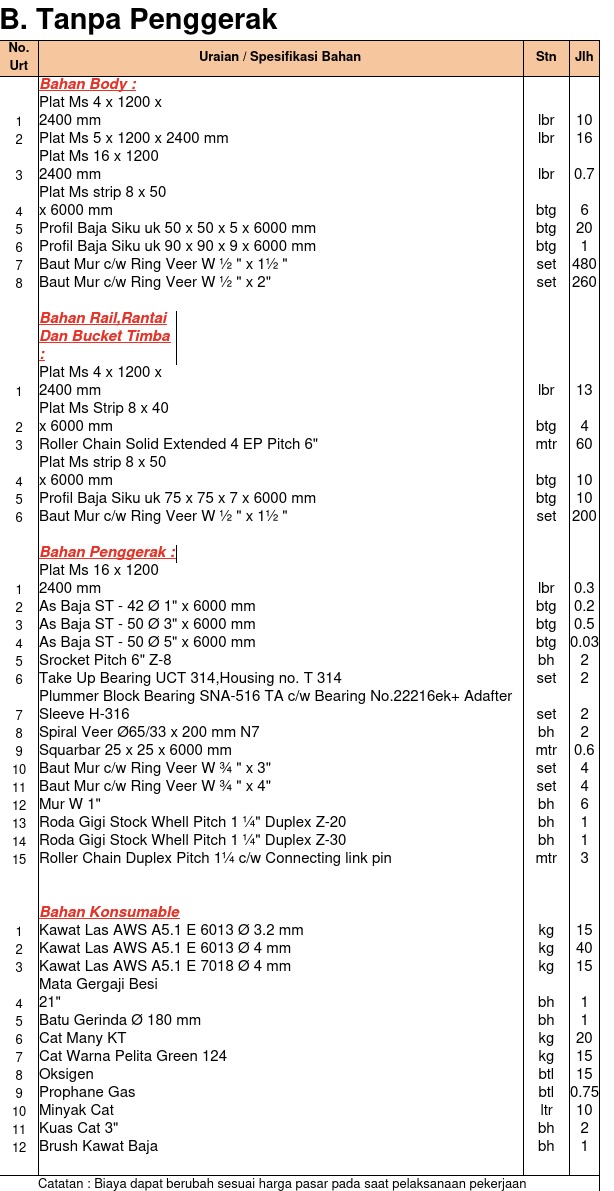 B. Tanpa Penggerak
No. Urt Uraian / Spesifikasi Bahan Stn Jlh
Bahan Body :
Plat Ms 4 x 1200 x
1 2400 mm lbr 10
2 Plat Ms 5 x 1200 x 2400 mm lbr 16
Plat Ms 16 x 1200
3 2400 mm lbr 0.7
Plat Ms strip 8 x 50
4 x 6000 mm btg 6
5 Profil Baja Siku uk 50 x 50 x 5 x 6000 mm btg 20
6 Profil Baja Siku uk 90 x 90 x 9 x 6000 mm btg 1
7 Baut Mur c/w Ring Veer W ½ " x 1½ " set 480
8 Baut Mur c/w Ring Veer W ½ " x 2" set 260
Bahan Rail,Rantai
Dan Bucket Timba
:
Plat Ms 4 x 1200 x
1 2400 mm lbr 13
Plat Ms Strip 8 x 40
2 x 6000 mm btg 4
3 Roller Chain Solid Extended 4 EP Pitch 6" mtr 60
Plat Ms strip 8 x 50
4 x 6000 mm btg 10
5 Profil Baja Siku uk 75 x 75 x 7 x 6000 mm btg 10
6 Baut Mur c/w Ring Veer W ½ " x 1½ " set 200
Bahan Penggerak :
Plat Ms 16 x 1200
1 2400 mm lbr 0.3
2 As Baja ST - 42 Ø 1" x 6000 mm btg 0.2
3 As Baja ST - 50 Ø 3" x 6000 mm btg 0.5
4 As Baja ST - 50 Ø 5" x 6000 mm btg 0.03
5 Srocket Pitch 6" Z-8 bh 2
6 Take Up Bearing UCT 314,Housing no. T 314 set 2
Plummer Block Bearing SNA-516 TA c/w Bearing No.22216ek+ Adafter
7 Sleeve H-316 set 2
8 Spiral Veer Ø65/33 x 200 mm N7 bh 2
9 Squarbar 25 x 25 x 6000 mm mtr 0.6
10 Baut Mur c/w Ring Veer W ¾ " x 3" set 4
11 Baut Mur c/w Ring Veer W ¾ " x 4" set 4
12 Mur W 1" bh 6
13 Roda Gigi Stock Whell Pitch 1 ¼" Duplex Z-20 bh 1
14 Roda Gigi Stock Whell Pitch 1 ¼" Duplex Z-30 bh 1
15 Roller Chain Duplex Pitch 1¼ c/w Connecting link pin mtr 3
Bahan Konsumable
1 Kawat Las AWS A5.1 E 6013 Ø 3.2 mm kg 15
2 Kawat Las AWS A5.1 E 6013 Ø 4 mm kg 40
3 Kawat Las AWS A5.1 E 7018 Ø 4 mm kg 15
Mata Gergaji Besi
4 21" bh 1
5 Batu Gerinda Ø 180 mm bh 1
6 Cat Many KT kg 20
7 Cat Warna Pelita Green 124 kg 15
8 Oksigen btl 15
9 Prophane Gas btl 0.75
10 Minyak Cat ltr 10
11 Kuas Cat 3" bh 2
12 Brush Kawat Baja bh 1
Catatan : Biaya dapat berubah sesuai harga pasar pada saat pelaksanaan pekerjaan